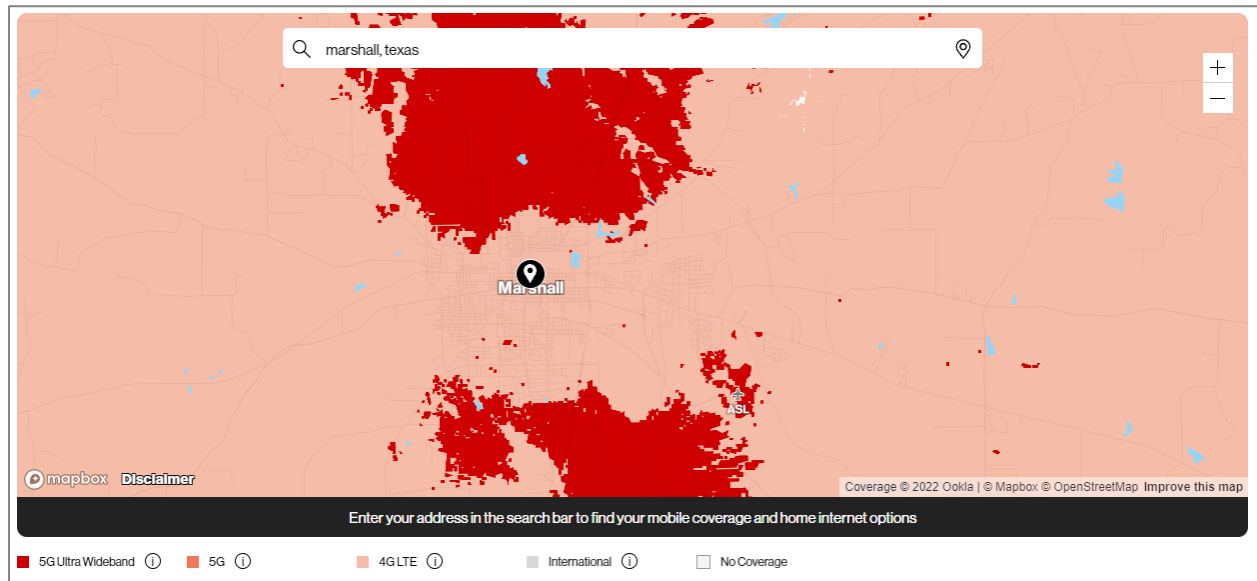 marshall, texas
+
−
Marshall
ASL
mapbox Disclaimer
Coverage © 2022 Ookla | © Mapbox © OpenStreetMap Improve this map
Enter your address in the search bar to find your mobile coverage and home internet options
5G Ultra Wideband i 5G i 4G LTE i International i No Coverage